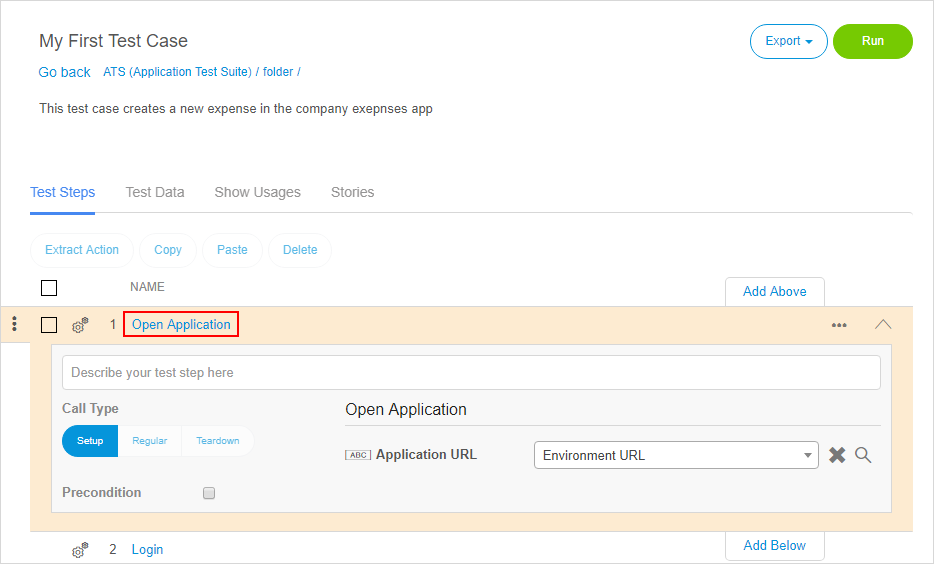 My First Test Case
Export
Run
Go back ATS (Application Test Suite) / folder /
This test case creates a new expense in the company exepnses app
Test Steps Test Data Show Usages Stories
Extract Action Copy Paste Delete
NAME
Add Above
1 Open Application
Describe your test step here
Call Type
Open Application
Setup Regular Teardown
ABC Application URL Environment URL
Precondition
2 Login
Add Below